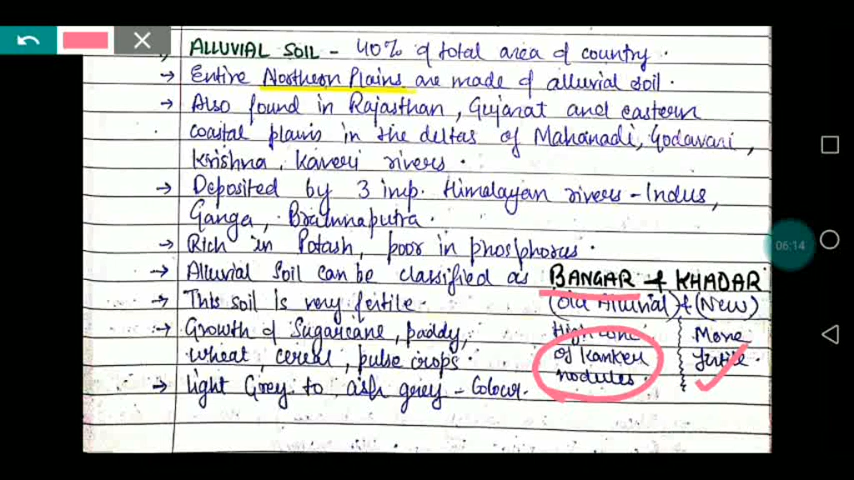 ALLUVIAL SOIL - 40% of total area of country.
→ Entire Northern Plains are made of alluvial soil.
→ Also found in Rajasthan, Gujarat and eastern
coastal plains in the deltas of Mahanadi, Godavari,
Krishna, Kaveri rivers.
→ Deposited by 3 imp. Himalayan rivers - Indus,
Ganga, Brahmaputra.
06:14
→ Rich in Potash, poor in phosphorus.
→ Alluvial Soil can be classified as BANGAR + KHADAR
→ This soil is very fertile. (Old Alluvial) + (New)
→ Growth of Sugarcane, paddy, High conc. More
wheat, cereal, pulse crops. of kanker fertile.
→ light Grey to ash grey - Colour. nodules.